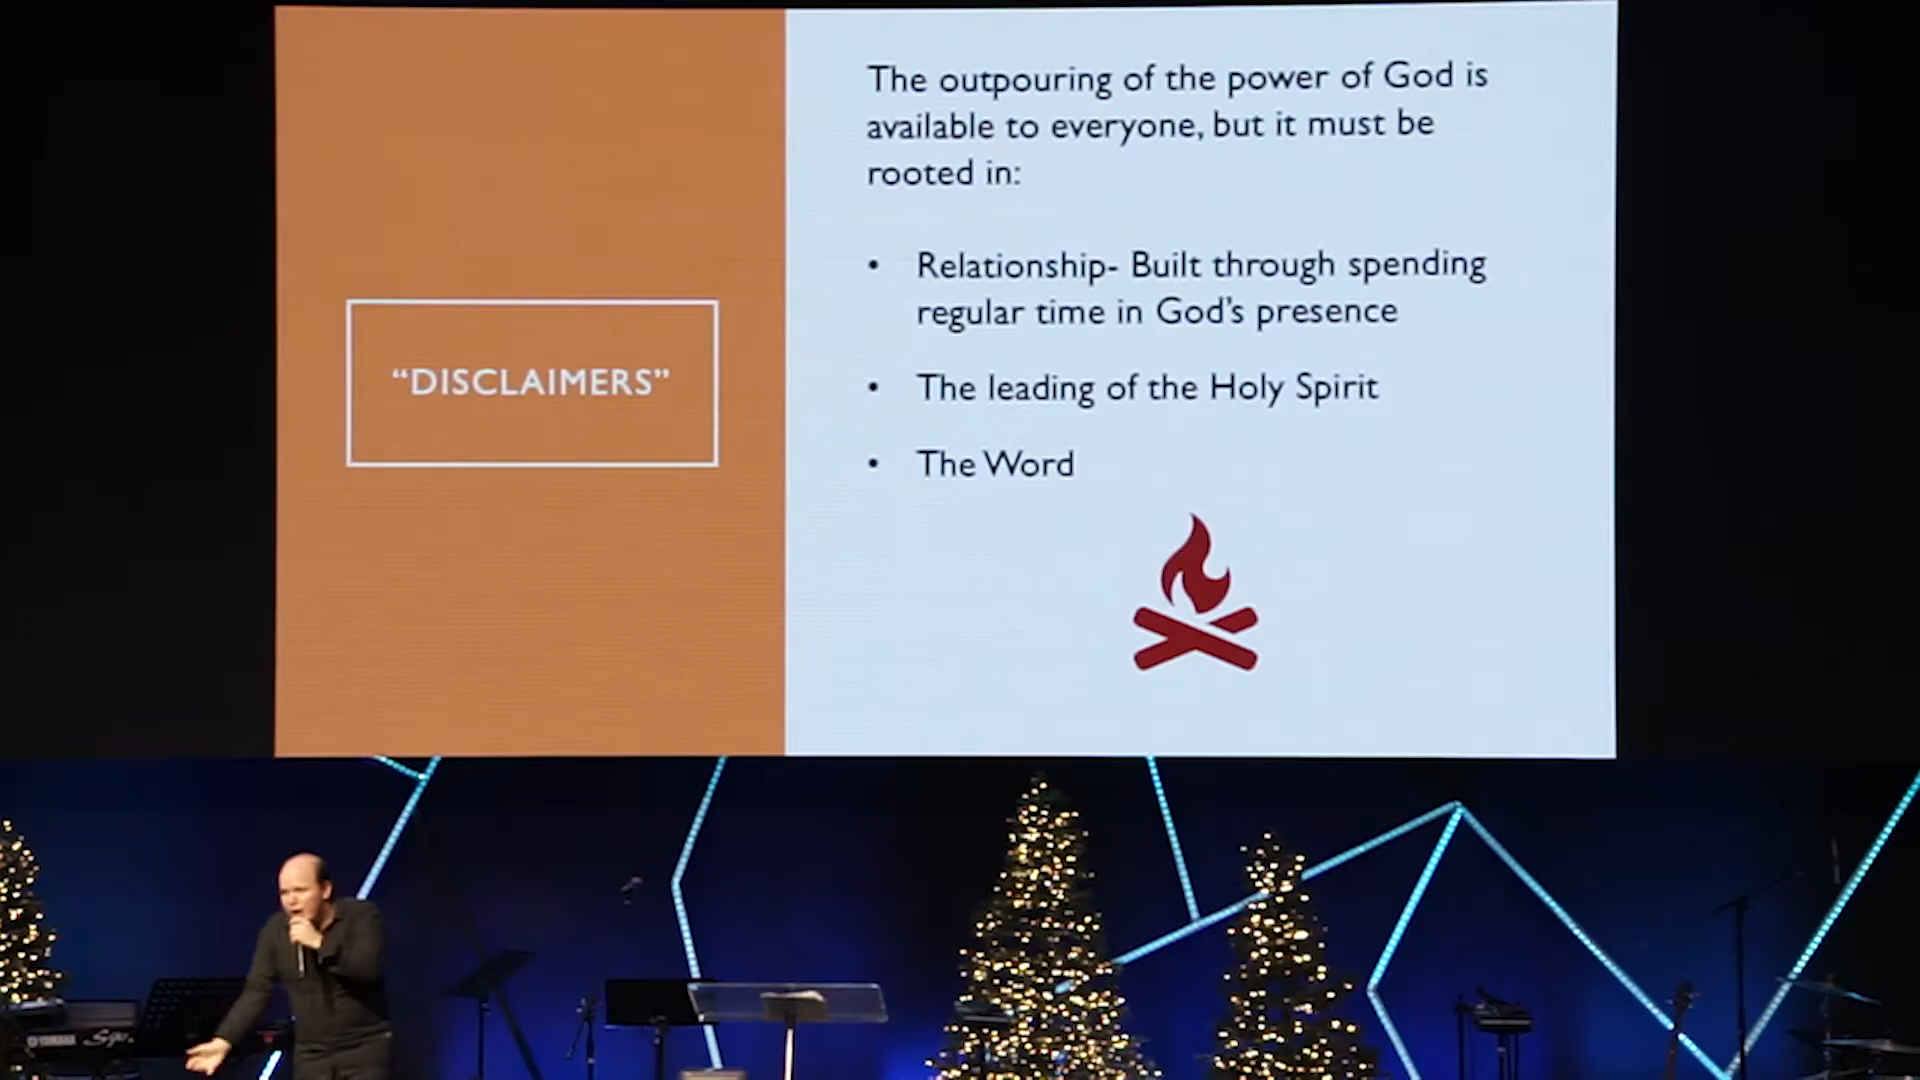 The outpouring of the power of God is
available to everyone, but it must be
rooted in:
• Relationship- Built through spending
regular time in God's presence
• The leading of the Holy Spirit
• The Word
“DISCLAIMERS”
YAMAHA